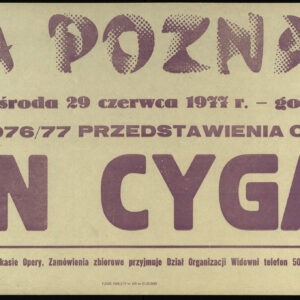 A POZNA
środa 29 czerwca 1977 r. – go
976/77 PRZEDSTAWIENIA O
N CYGA
kasie Opery. Zamówienia zbiorowe przyjmuje Dział Organizacji Widowni telefon 50